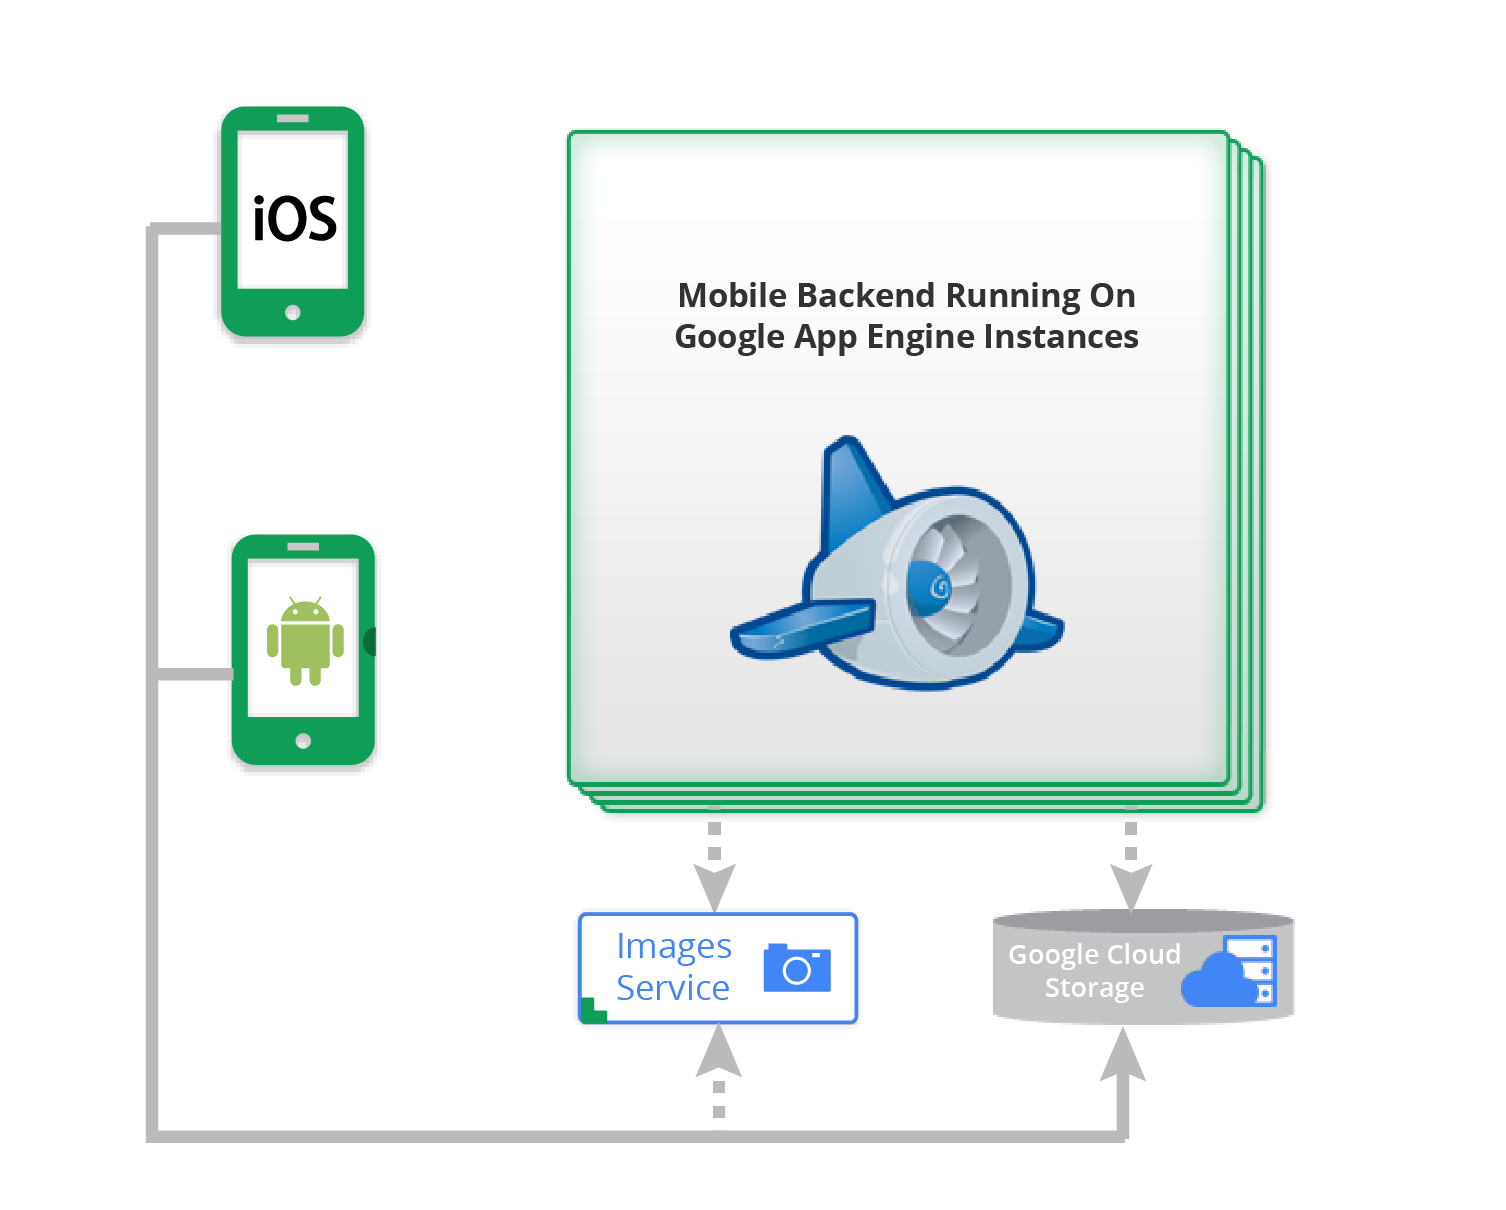 iOS
Mobile Backend Running On
Google App Engine Instances
Images
Service
Google Cloud
Storage